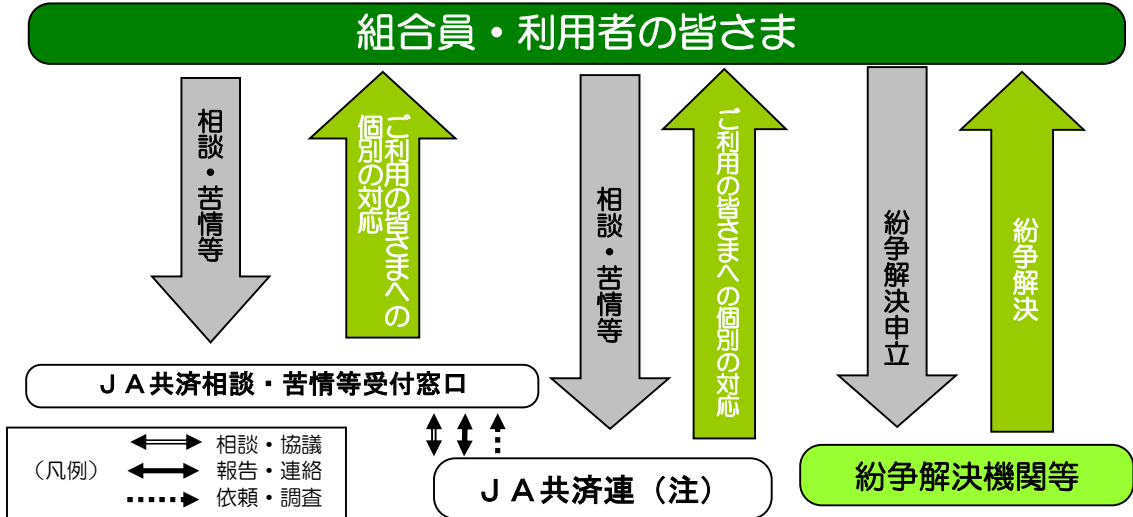 組合員・利用者の皆さま
相談・苦情等
ご利用の皆さまへの
個別の対応
相談・苦情等
ご利用の皆さまへの個別の対応
紛争解決申立
紛争解決
ＪＡ共済相談・苦情等受付窓口
（凡例）
相談・協議
報告・連絡
依頼・調査
ＪＡ共済連（注）
紛争解決機関等